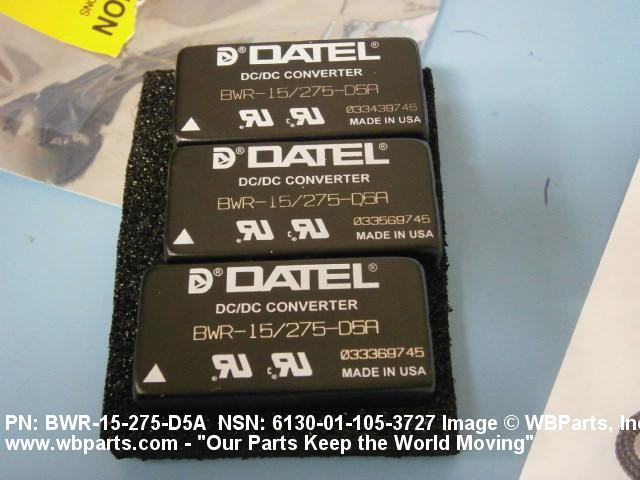 ON
DATEL®
DC/DC CONVERTER
BWR-15/275-D5A
033439745
MADE IN USA
DATEL®
DC/DC CONVERTER
BWR-15/275-D5A
033569745
MADE IN USA
DATEL®
DC/DC CONVERTER
BWR-15/275-D5A
033369745
MADE IN USA
PN: BWR-15-275-D5A NSN: 6130-01-105-3727 Image © WBParts, Inc
www.wbparts.com - "Our Parts Keep the World Moving"